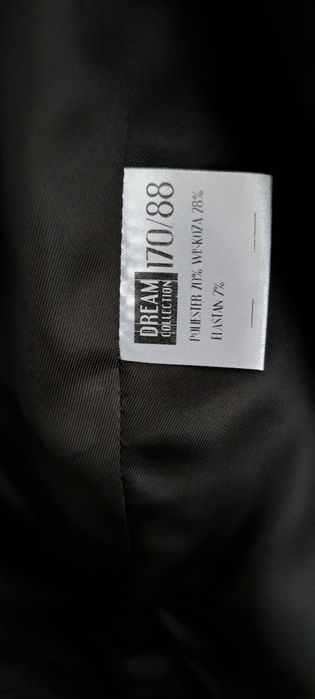 DREAM
COLLECTION
170/88
POLIESTER 70% WISKOZA 28%
ELASTAN 2%